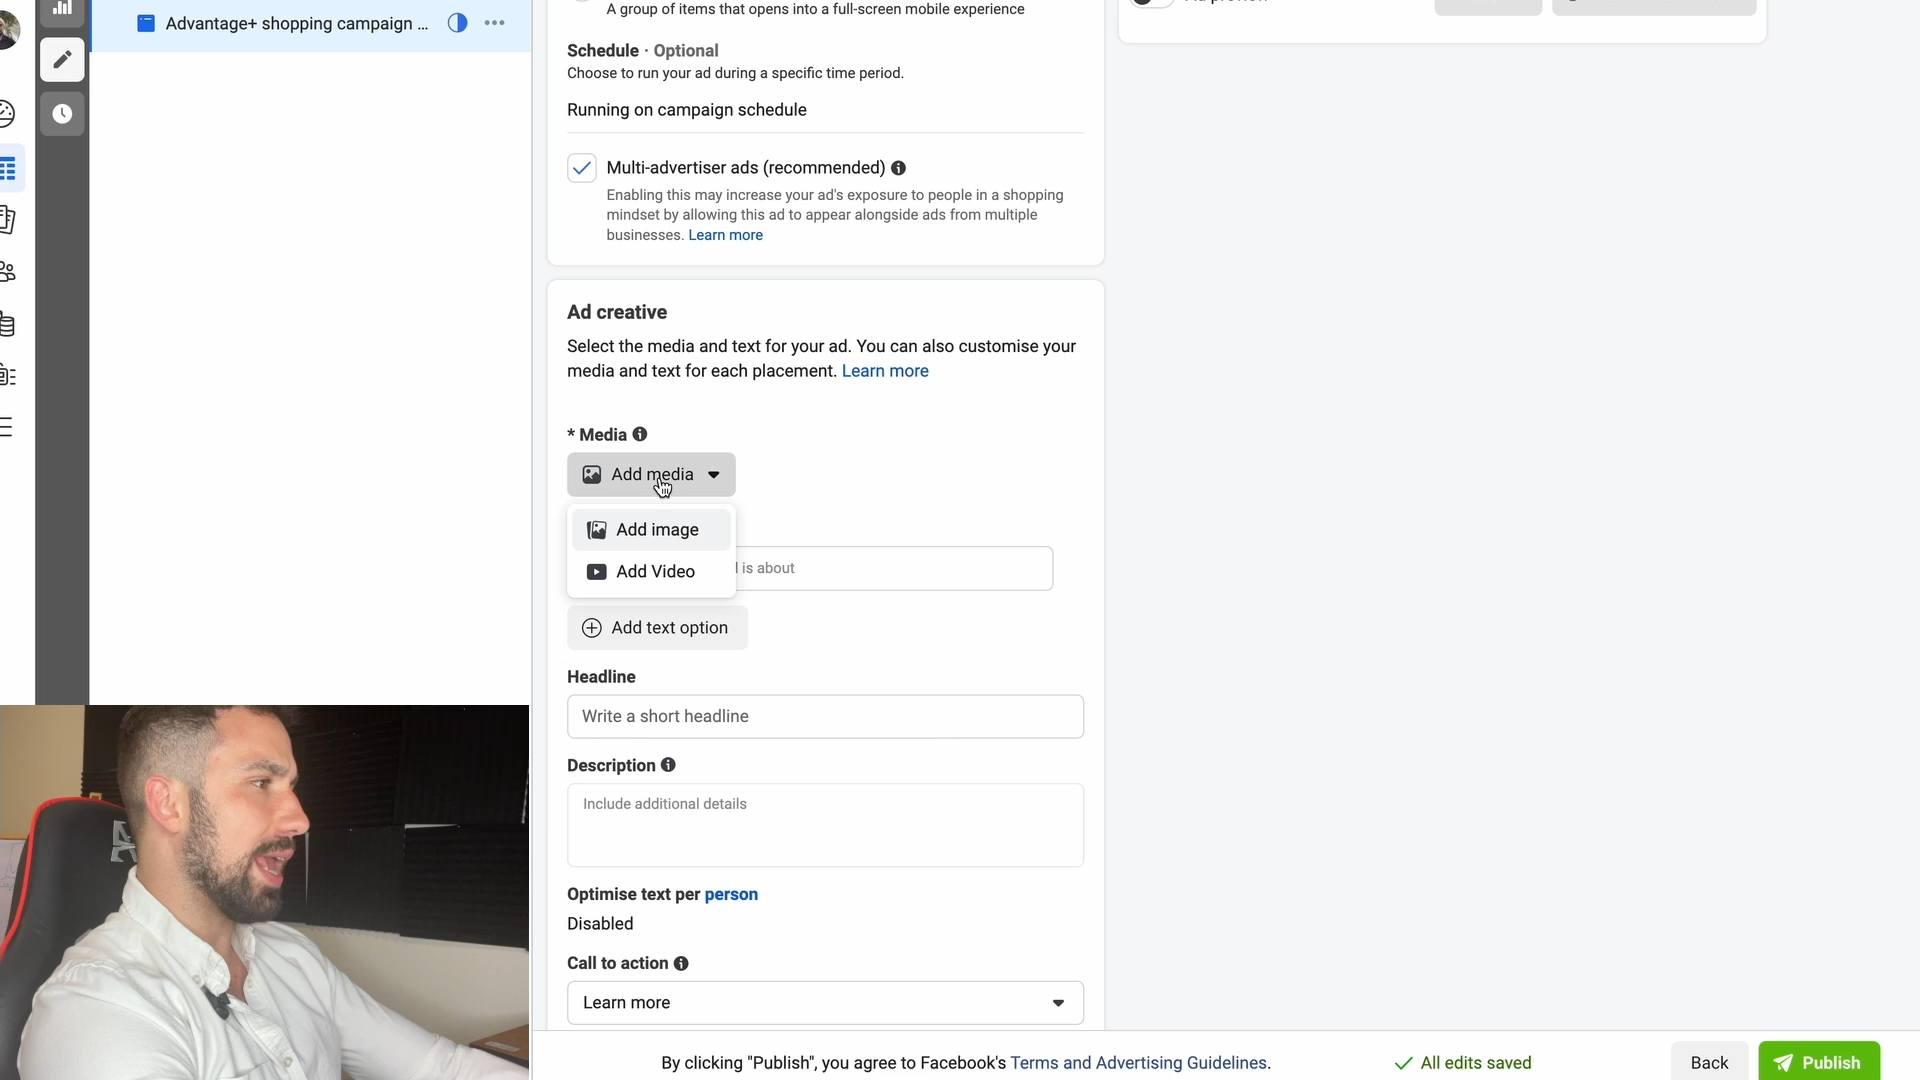 Advantage+ shopping campaign ...
A group of items that opens into a full-screen mobile experience
Schedule · Optional
Choose to run your ad during a specific time period.
Running on campaign schedule
Multi-advertiser ads (recommended)
Enabling this may increase your ad's exposure to people in a shopping
mindset by allowing this ad to appear alongside ads from multiple
businesses. Learn more
Ad creative
Select the media and text for your ad. You can also customise your
media and text for each placement. Learn more
* Media
Add media
Add image
Add Video
is about
Add text option
Headline
Write a short headline
Description
Include additional details
Optimise text per person
Disabled
Call to action
Learn more
By clicking "Publish", you agree to Facebook's Terms and Advertising Guidelines.
All edits saved
Back
Publish